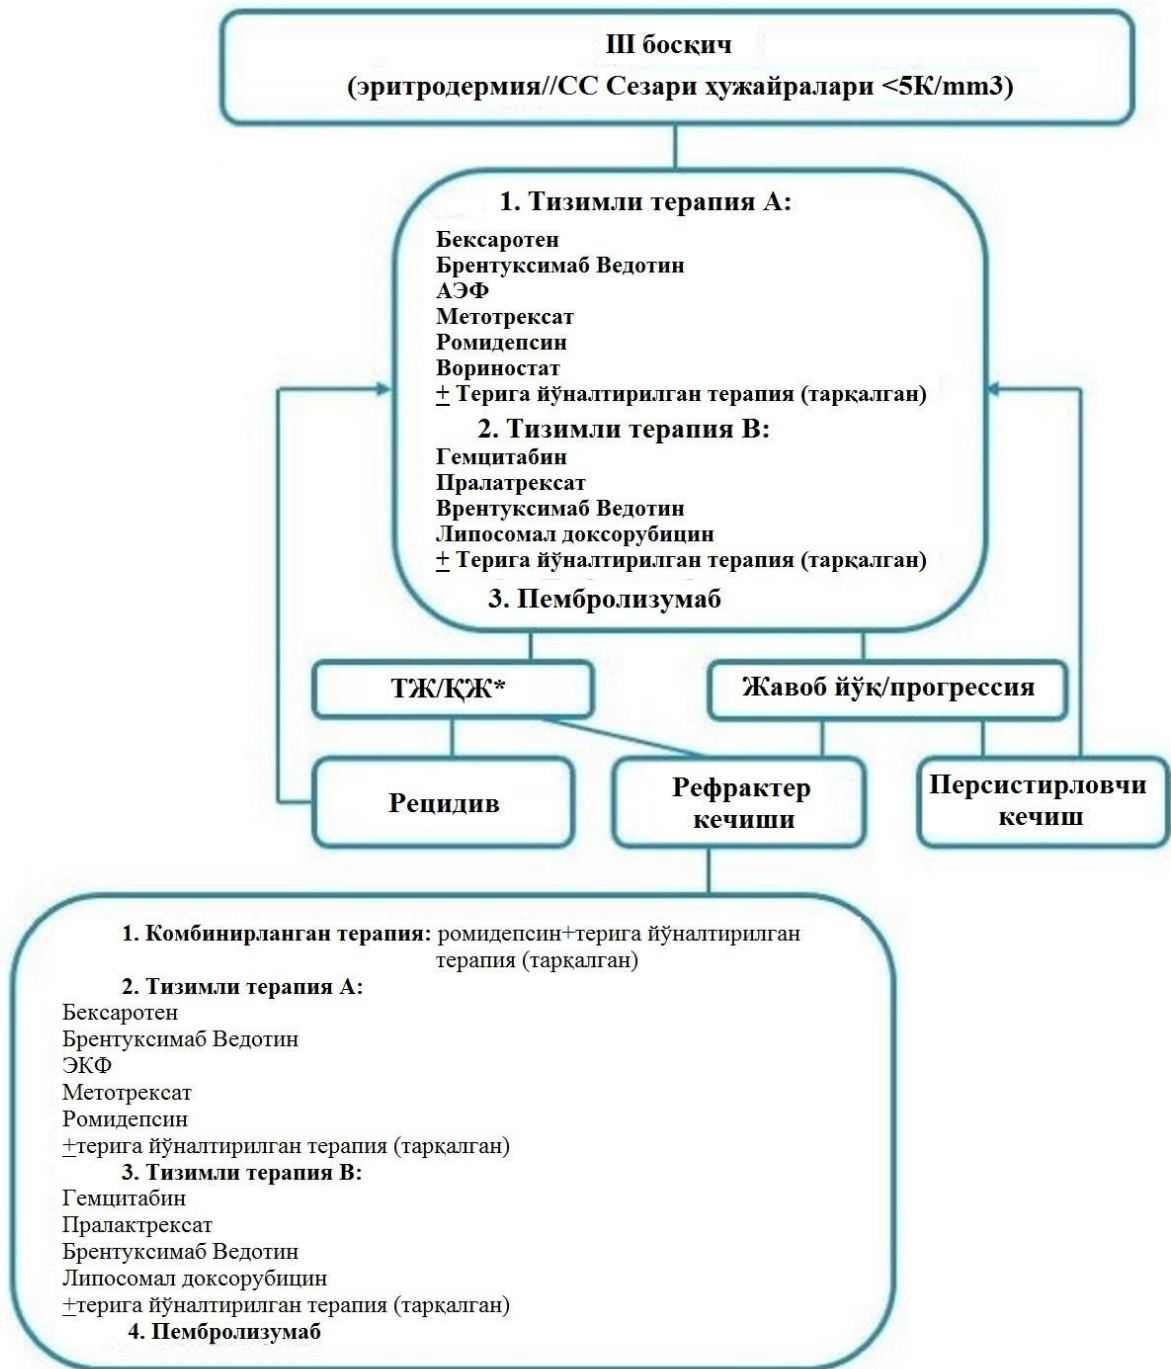 III босқич
(эритродермия//СС Сезари ҳужайралари <5К/mm3)
1. Тизимли терапия А:
Бексаротен
Брентуксимаб Ведотин
АЭФ
Метотрексат
Ромидепсин
Вориностат
± Терига йўналтирилган терапия (тарқалган)
2. Тизимли терапия В:
Гемцитабин
Пралатрексат
Врентуксимаб Ведотин
Липосомал доксорубицин
± Терига йўналтирилган терапия (тарқалган)
3. Пембролизумаб
ТЖ/ҚЖ*
Жавоб йўқ/прогрессия
Рецидив
Рефрактер
кечиши
Персистирловчи
кечиш
1. Комбинирланган терапия: ромидепсин+терига йўналтирилган
терапия (тарқалган)
2. Тизимли терапия А:
Бексаротен
Брентуксимаб Ведотин
ЭКФ
Метотрексат
Ромидепсин
±терига йўналтирилган терапия (тарқалган)
3. Тизимли терапия В:
Гемцитабин
Пралактрексат
Брентуксимаб Ведотин
Липосомал доксорубицин
±терига йўналтирилган терапия (тарқалган)
4. Пембролизумаб